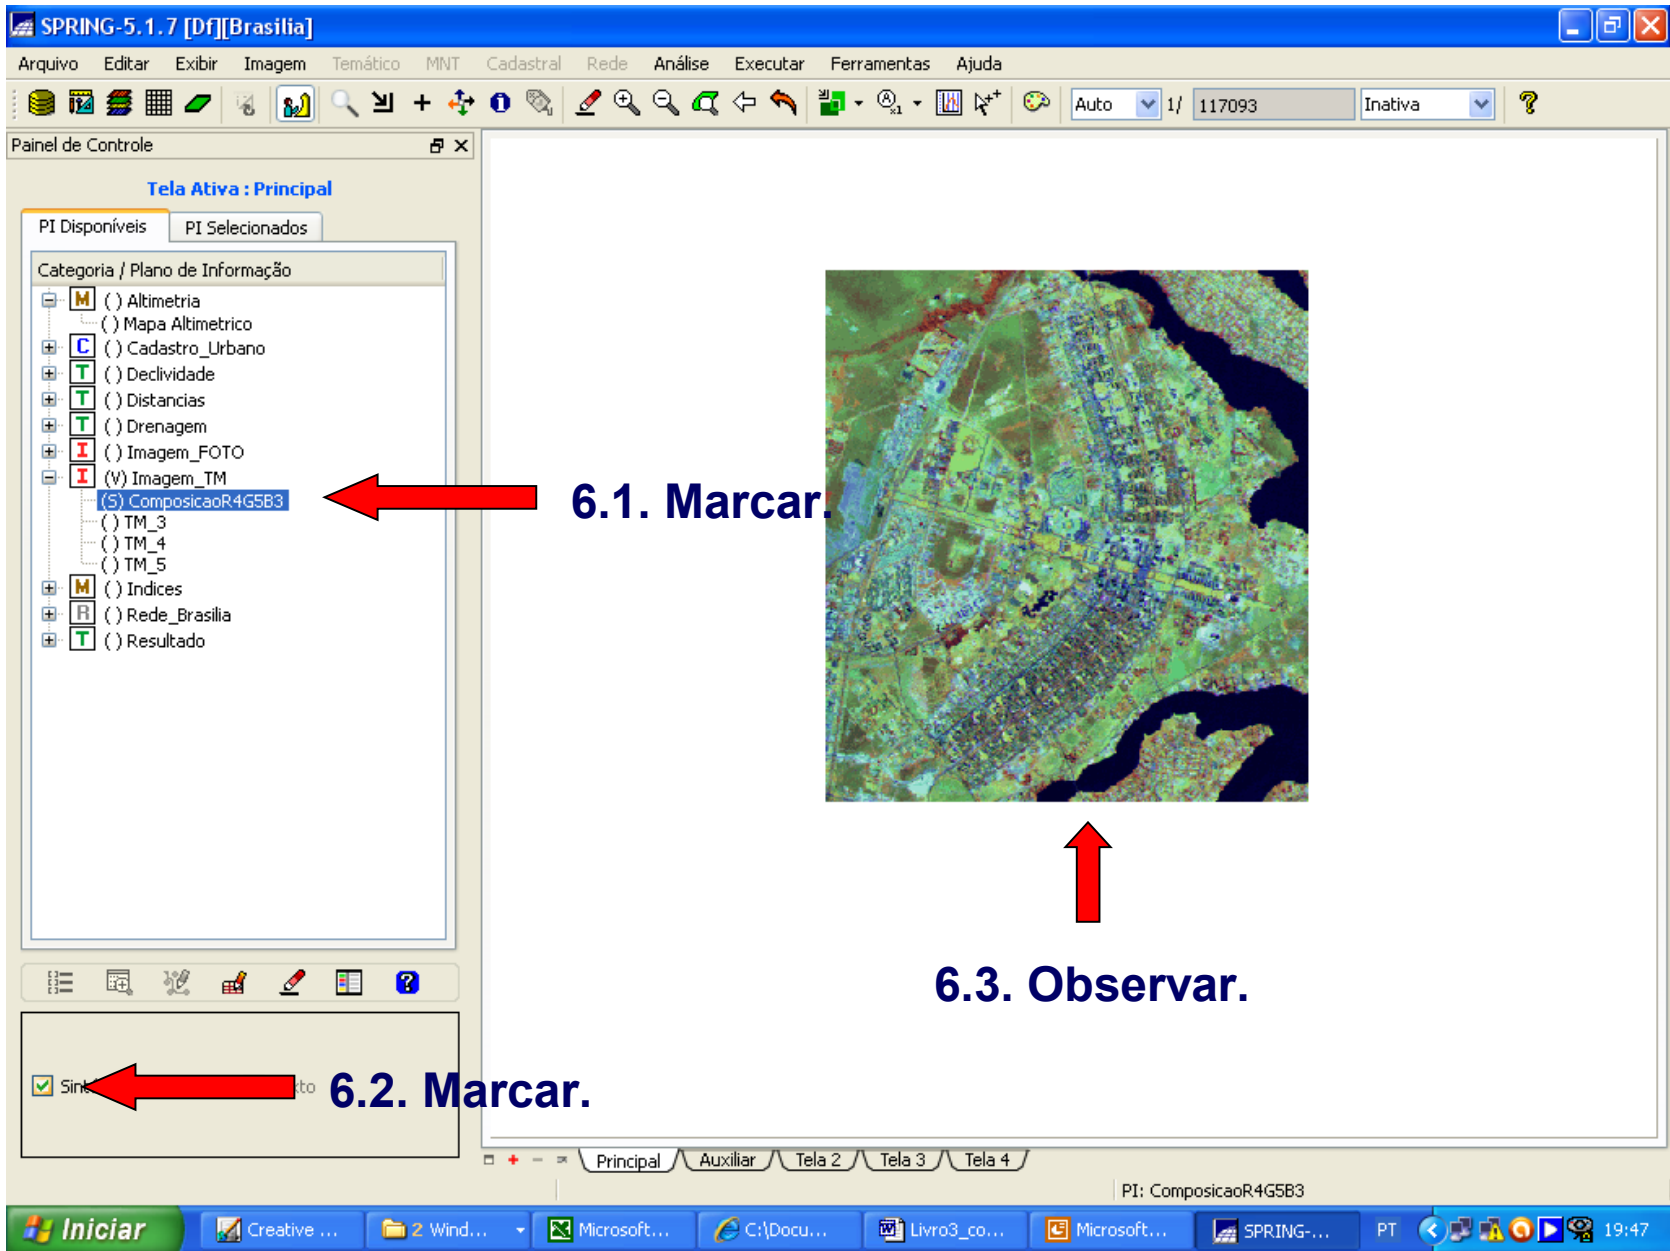 SPRING-5.1.7 [Df][Brasilia]
Arquivo Editar Exibir Imagem Temático MNT Cadastral Rede Análise Executar Ferramentas Ajuda
Auto 1/ 117093 Inativa
Painel de Controle
Tela Ativa : Principal
PI Disponíveis PI Selecionados
Categoria / Plano de Informação
M ( ) Altimetria
( ) Mapa Altimetrico
C ( ) Cadastro_Urbano
T ( ) Declividade
T ( ) Distancias
T ( ) Drenagem
I ( ) Imagem_FOTO
I (V) Imagem_TM
(S) ComposicaoR4G5B3
( ) TM_3
( ) TM_4
( ) TM_5
M ( ) Indices
R ( ) Rede_Brasilia
T ( ) Resultado
6.1. Marcar.
6.3. Observar.
6.2. Marcar.
Principal Auxiliar Tela 2 Tela 3 Tela 4
PI: ComposicaoR4G5B3
Iniciar Creative ... 2 Wind... Microsoft... C:\Docu... Livro3_co... Microsoft... SPRING-... PT 19:47